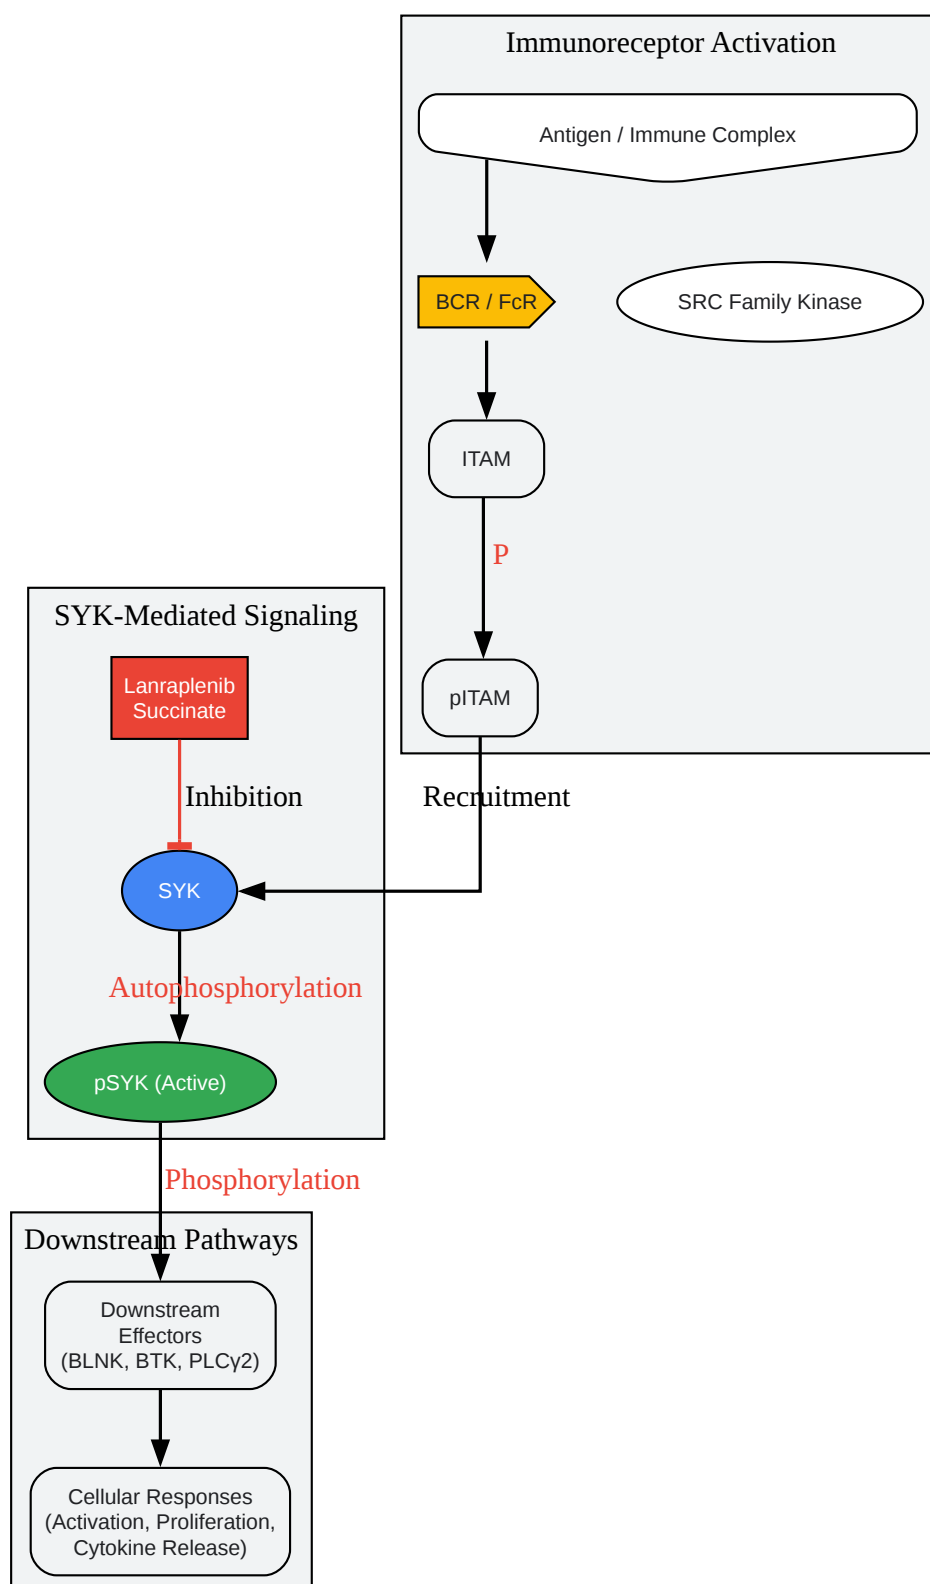 Immunoreceptor Activation
Antigen / Immune Complex
BCR / FcR
SRC Family Kinase
ITAM
P
pITAM
Recruitment
SYK-Mediated Signaling
Lanraplenib
Succinate
Inhibition
SYK
Autophosphorylation
pSYK (Active)
Phosphorylation
Downstream Pathways
Downstream
Effectors
(BLNK, BTK, PLCγ2)
Cellular Responses
(Activation, Proliferation,
Cytokine Release)